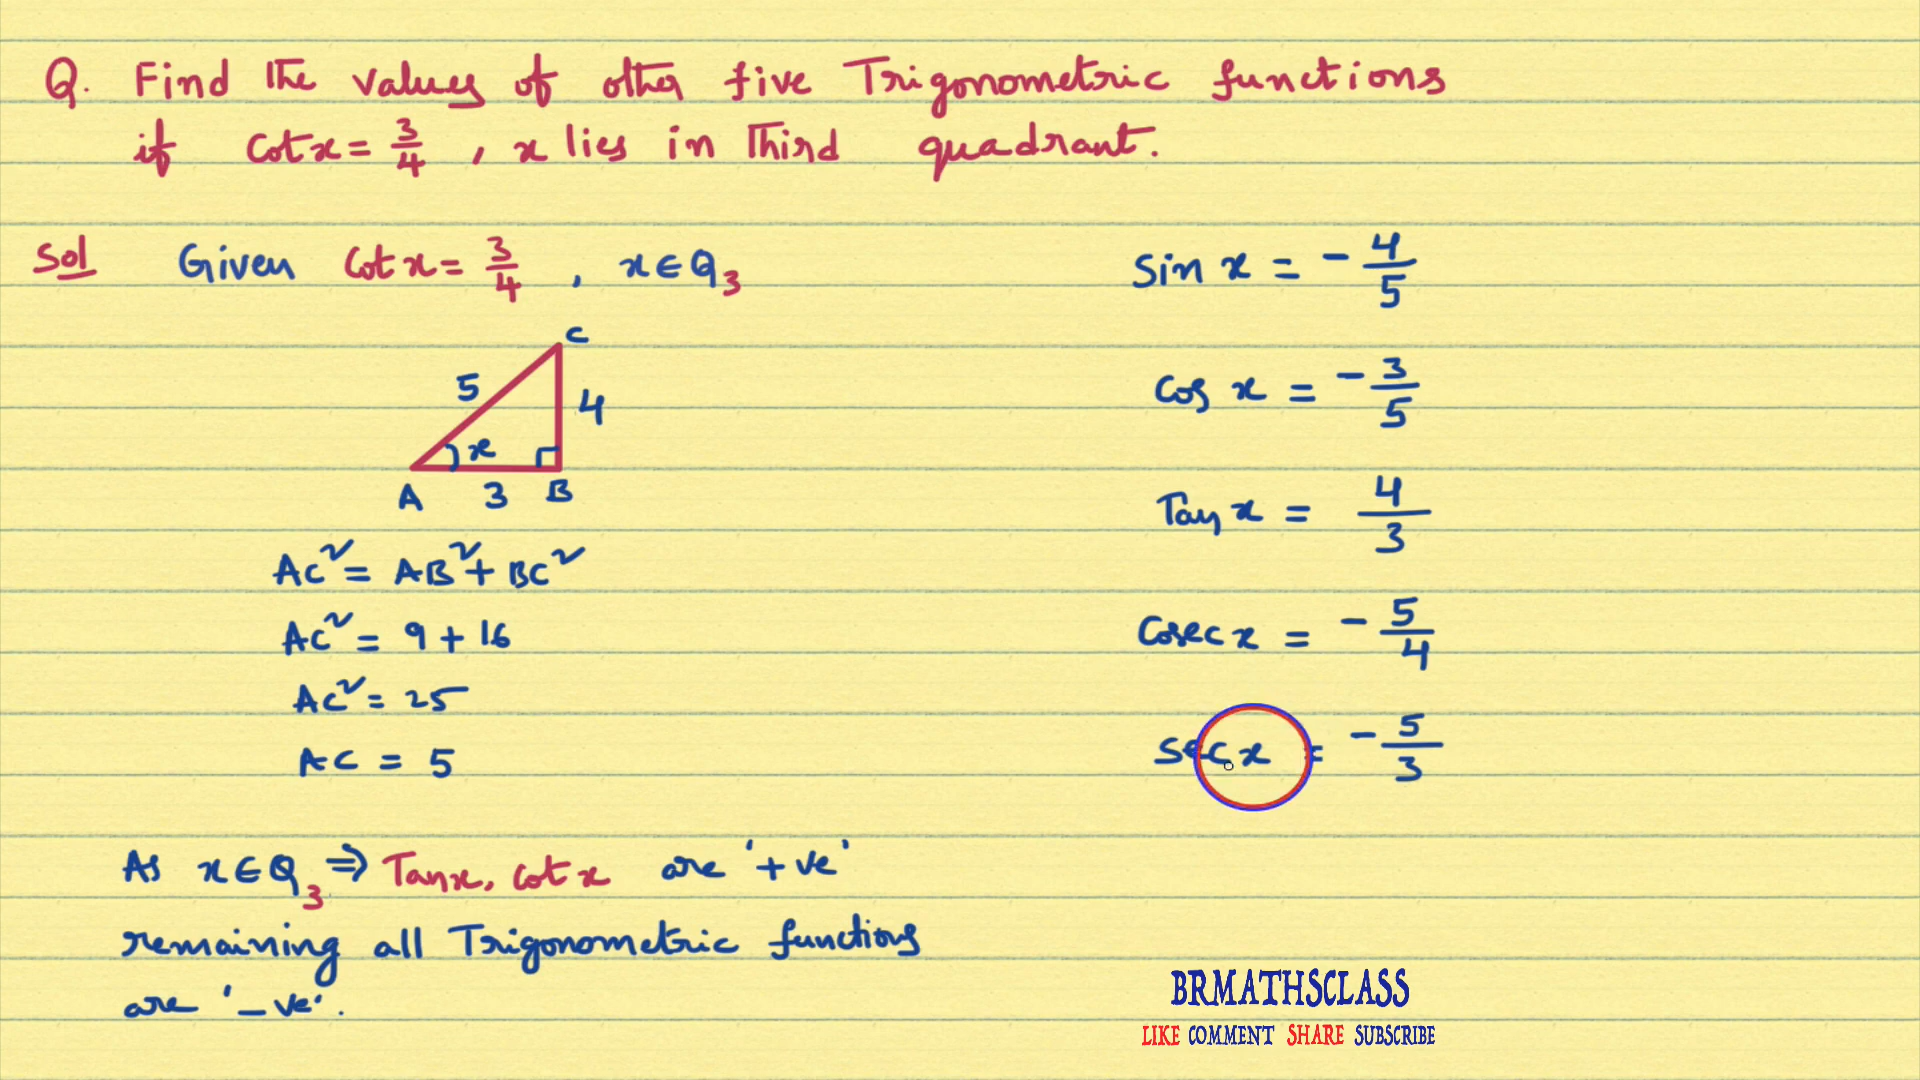 Q. Find the values of other five Trigonometric functions
if Cot x = 3/4 , x lies in Third quadrant.
Sol Given Cot x = 3/4 , x ∈ Q3
C
5
4
x
A 3 B
AC² = AB² + BC²
AC² = 9 + 16
AC² = 25
AC = 5
As x ∈ Q3 ⇒ Tan x, cot x are '+ve'
remaining all Trigonometric functions
are '-ve'.
Sin x = - 4/5
Cos x = - 3/5
Tan x = 4/3
Cosec x = - 5/4
Sec x = - 5/3
BRMATHSCLASS
LIKE COMMENT SHARE SUBSCRIBE